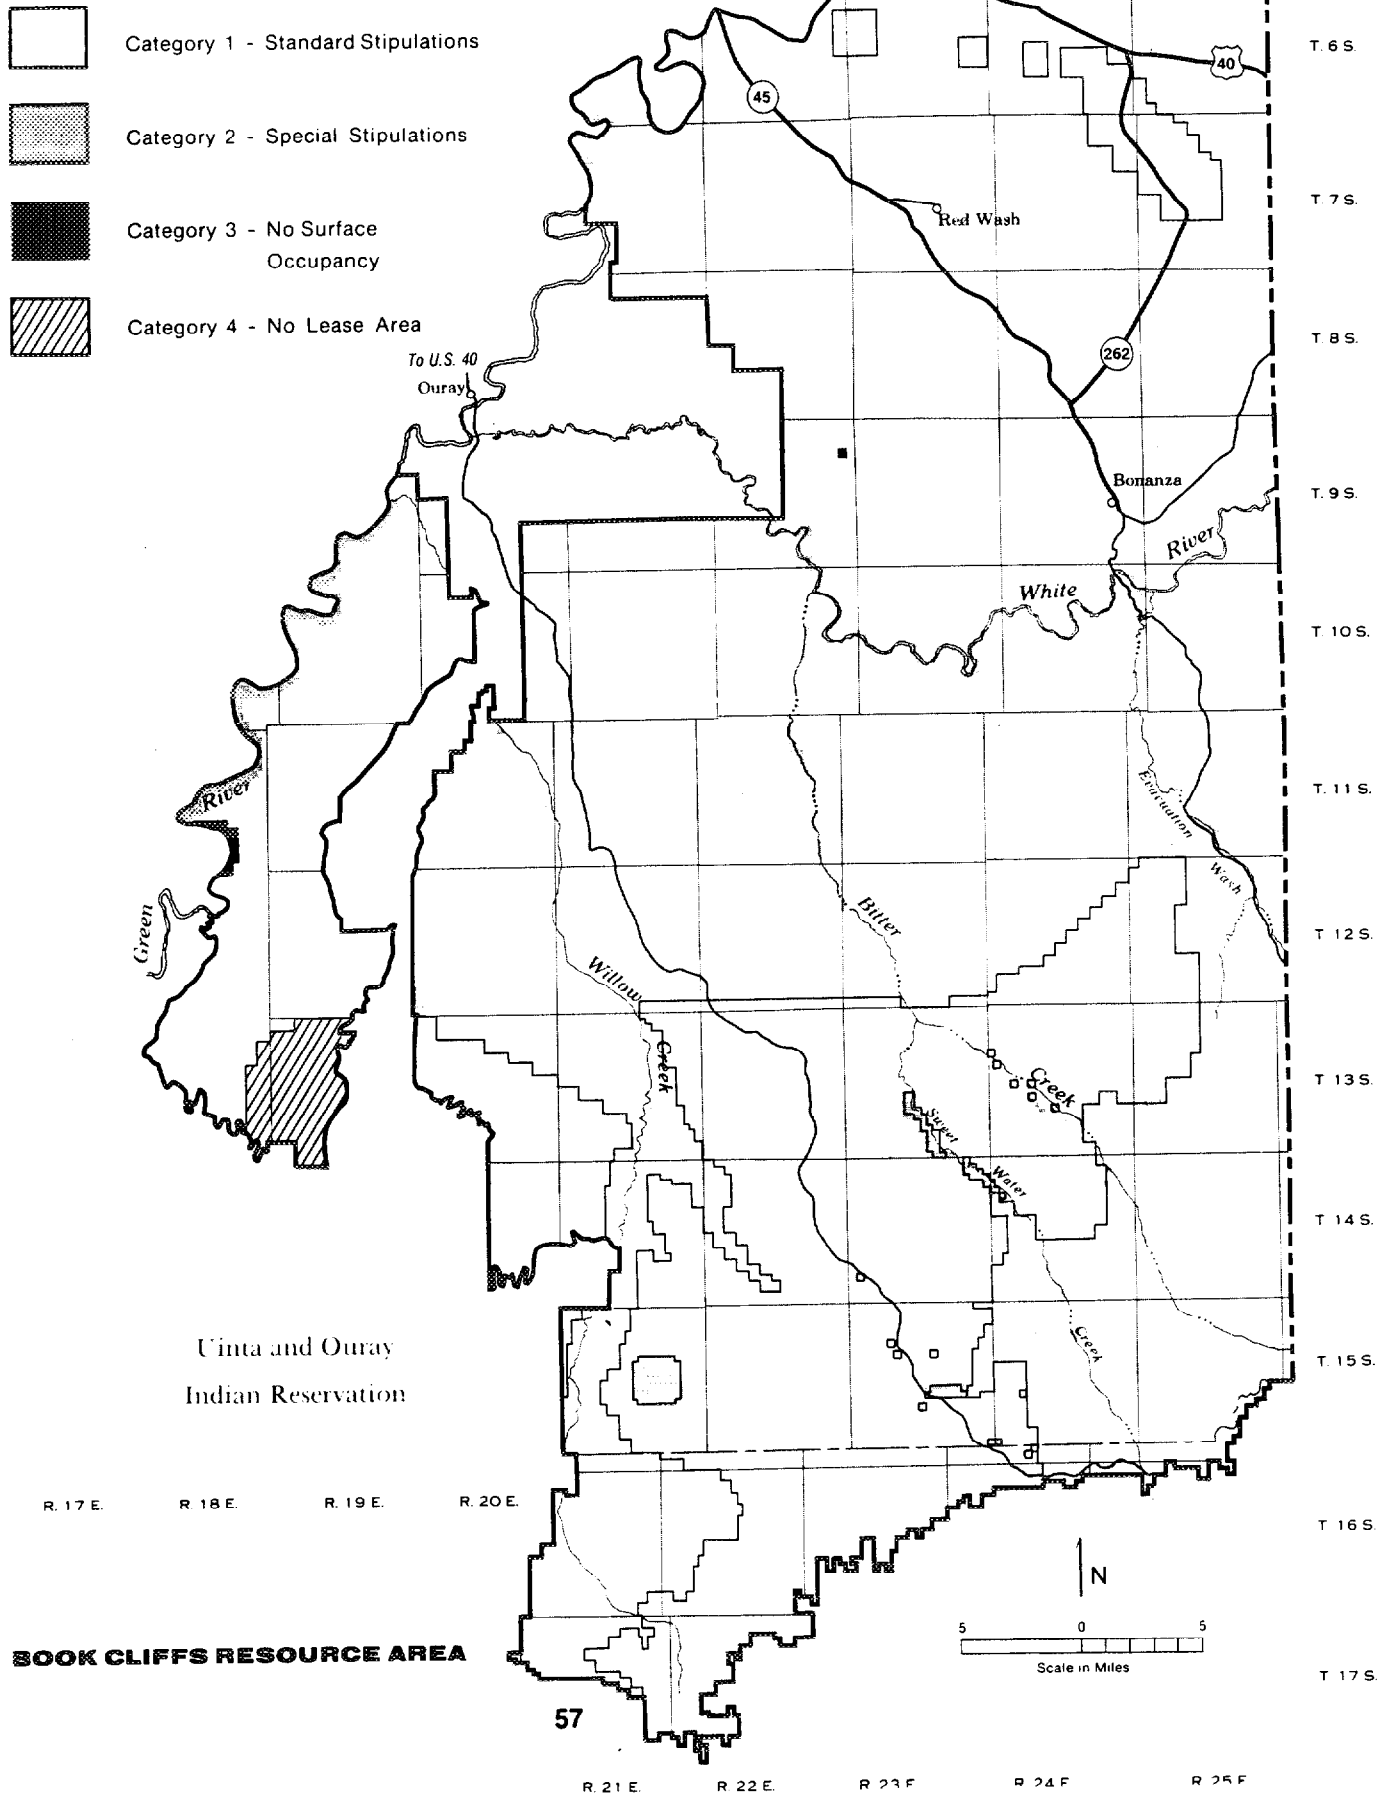 Category 1 - Standard Stipulations
Category 2 - Special Stipulations
Category 3 - No Surface
Occupancy
Category 4 - No Lease Area
T. 6 S.
40
45
T. 7 S.
Red Wash
T. 8 S.
262
To U.S. 40
Ouray
Bonanza
T. 9 S.
River
White
T. 10 S.
River
Evacuation
Wash
T. 11 S.
Green
Bitter
T 12 S.
Willow
Creek
Creek
T 13 S.
Sweet
Water
T 14 S.
Creek
Uinta and Ouray
Indian Reservation
T. 15 S.
R. 17 E.
R. 18 E.
R. 19 E.
R. 20 E.
T 16 S.
N
5 0 5
Scale in Miles
BOOK CLIFFS RESOURCE AREA
T 17 S.
57
R. 21 E.
R. 22 E.
R. 23 E
R. 24 E
R. 25 E